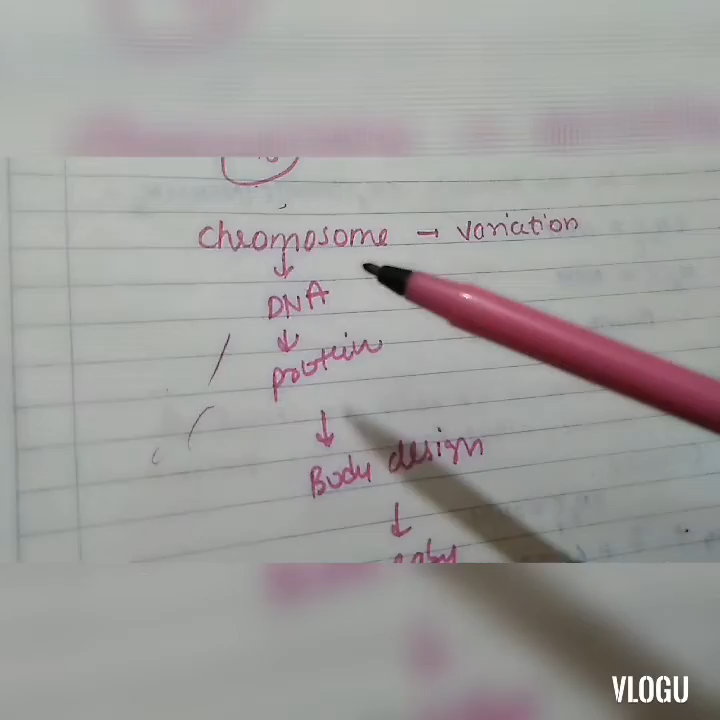 chromosome → variation
↓
DNA
↓
protein
↓
Body design
↓
VLOGU